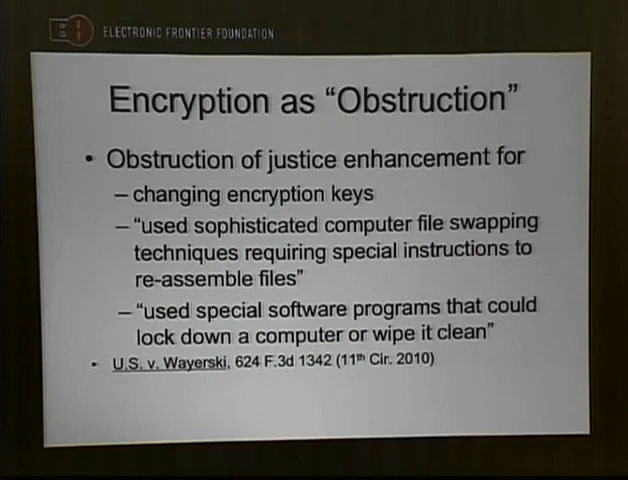 ELECTRONIC FRONTIER FOUNDATION
Encryption as “Obstruction”
• Obstruction of justice enhancement for
– changing encryption keys
– “used sophisticated computer file swapping
techniques requiring special instructions to
re-assemble files”
– “used special software programs that could
lock down a computer or wipe it clean”
• U.S. v. Wayerski, 624 F.3d 1342 (11th Cir. 2010)